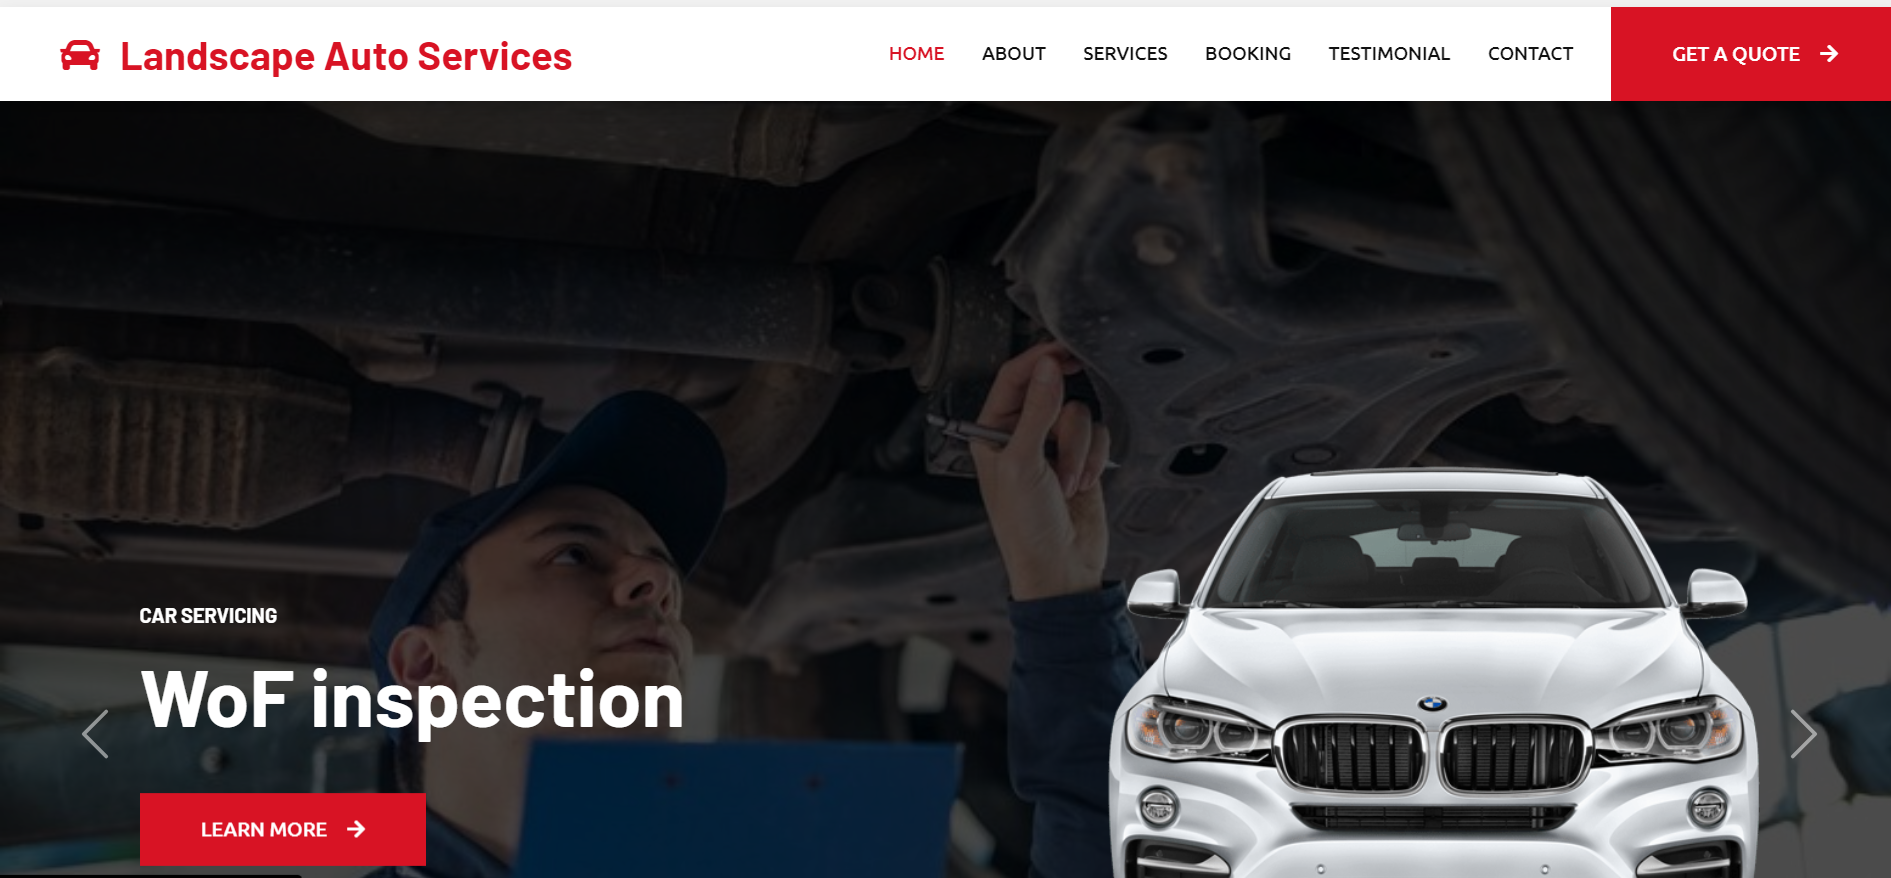 Landscape Auto Services
HOME ABOUT SERVICES BOOKING TESTIMONIAL CONTACT GET A QUOTE
CAR SERVICING
WoF inspection
LEARN MORE